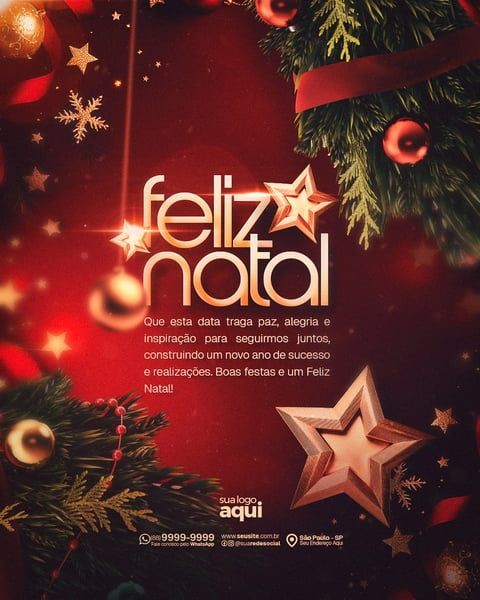 feliz
natal
Que esta data traga paz, alegria e
inspiração para seguirmos juntos,
construindo um novo ano de sucesso
e realizações. Boas festas e um Feliz
Natal!
sua logo
aqui
(88) 9999-9999
Fale conosco pelo WhatsApp
www.seusite.com.br
@suaredesocial
São Paulo - SP
Seu Endereço Aqui